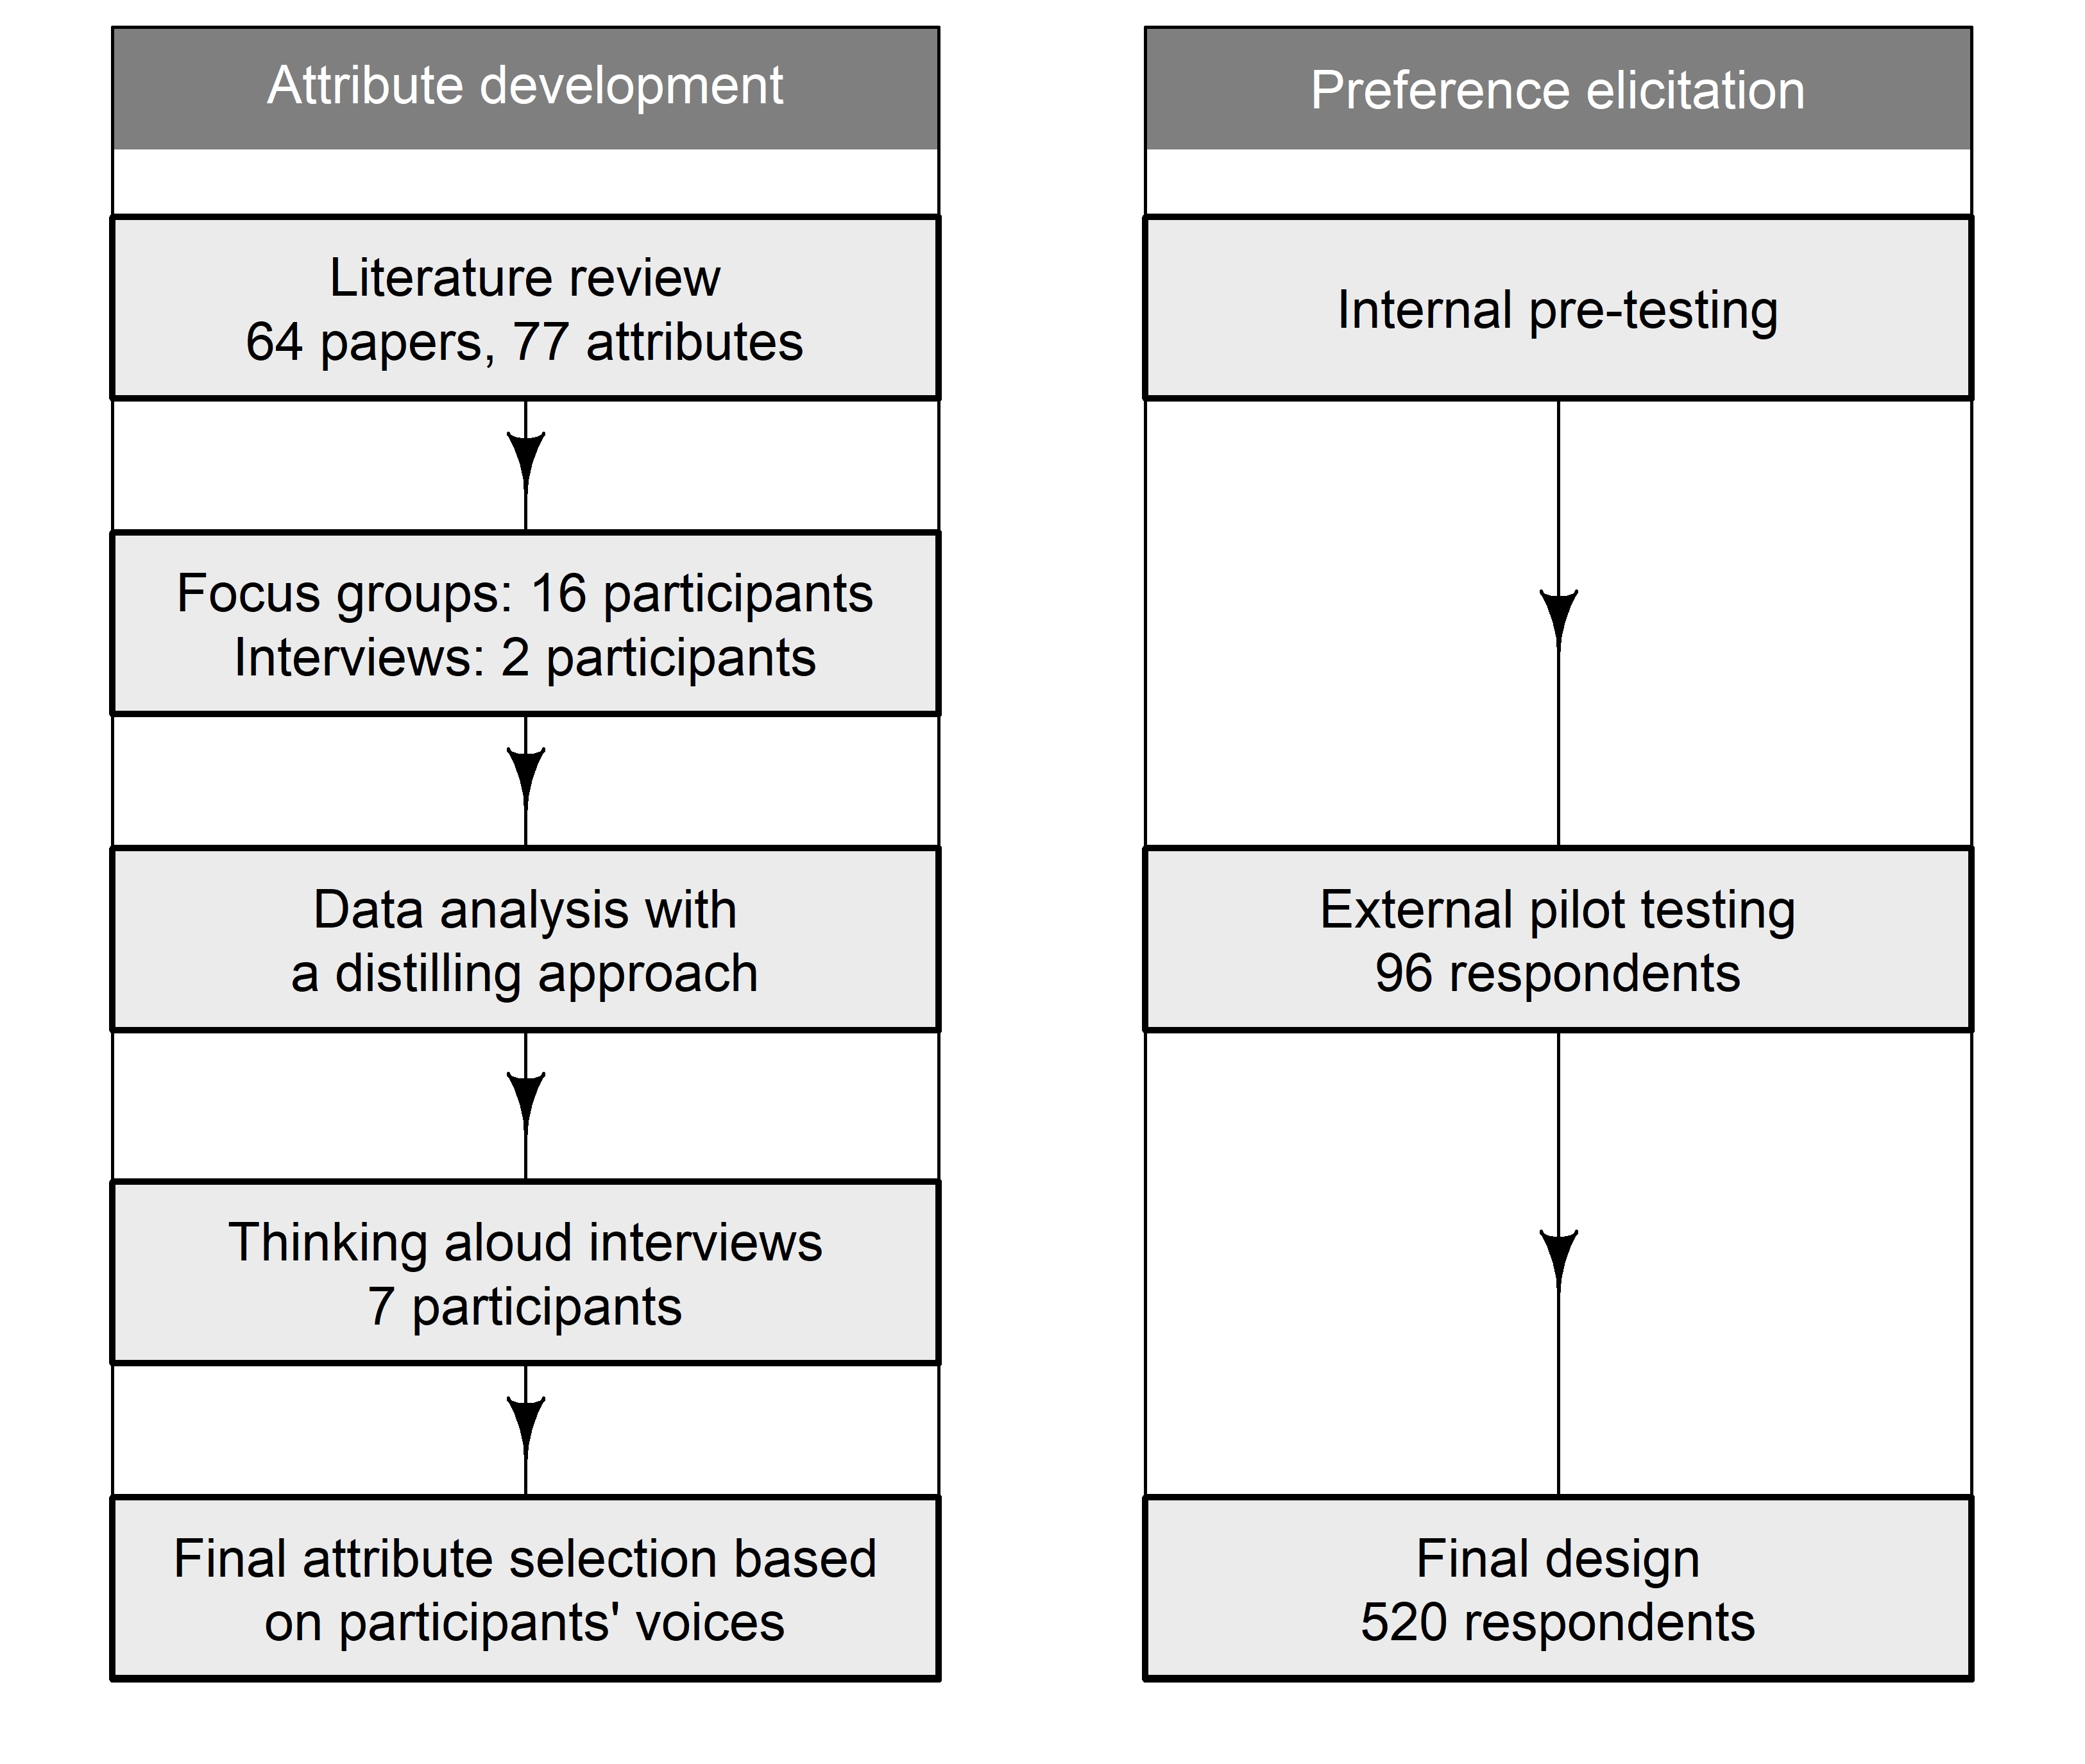 Attribute development
Literature review
64 papers, 77 attributes
Focus groups: 16 participants
Interviews: 2 participants
Data analysis with
a distilling approach
Thinking aloud interviews
7 participants
Final attribute selection based
on participants' voices
Preference elicitation
Internal pre-testing
External pilot testing
96 respondents
Final design
520 respondents